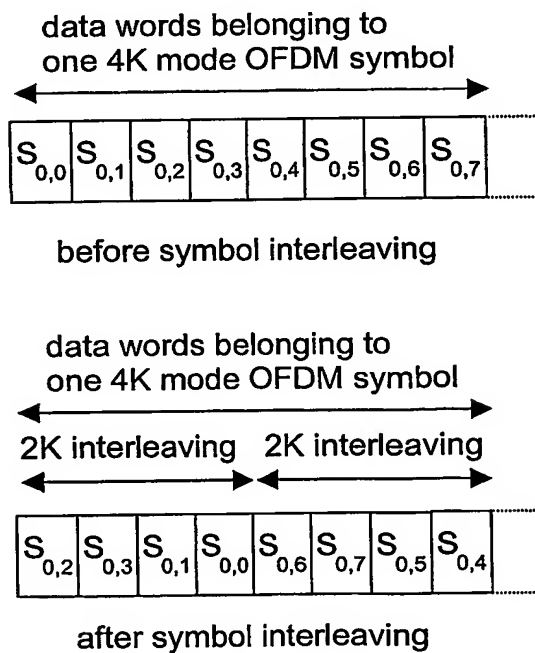 data words belonging to
one 4K mode OFDM symbol
S0,0 S0,1 S0,2 S0,3 S0,4 S0,5 S0,6 S0,7
before symbol interleaving
data words belonging to
one 4K mode OFDM symbol
2K interleaving 2K interleaving
S0,2 S0,3 S0,1 S0,0 S0,6 S0,7 S0,5 S0,4
after symbol interleaving